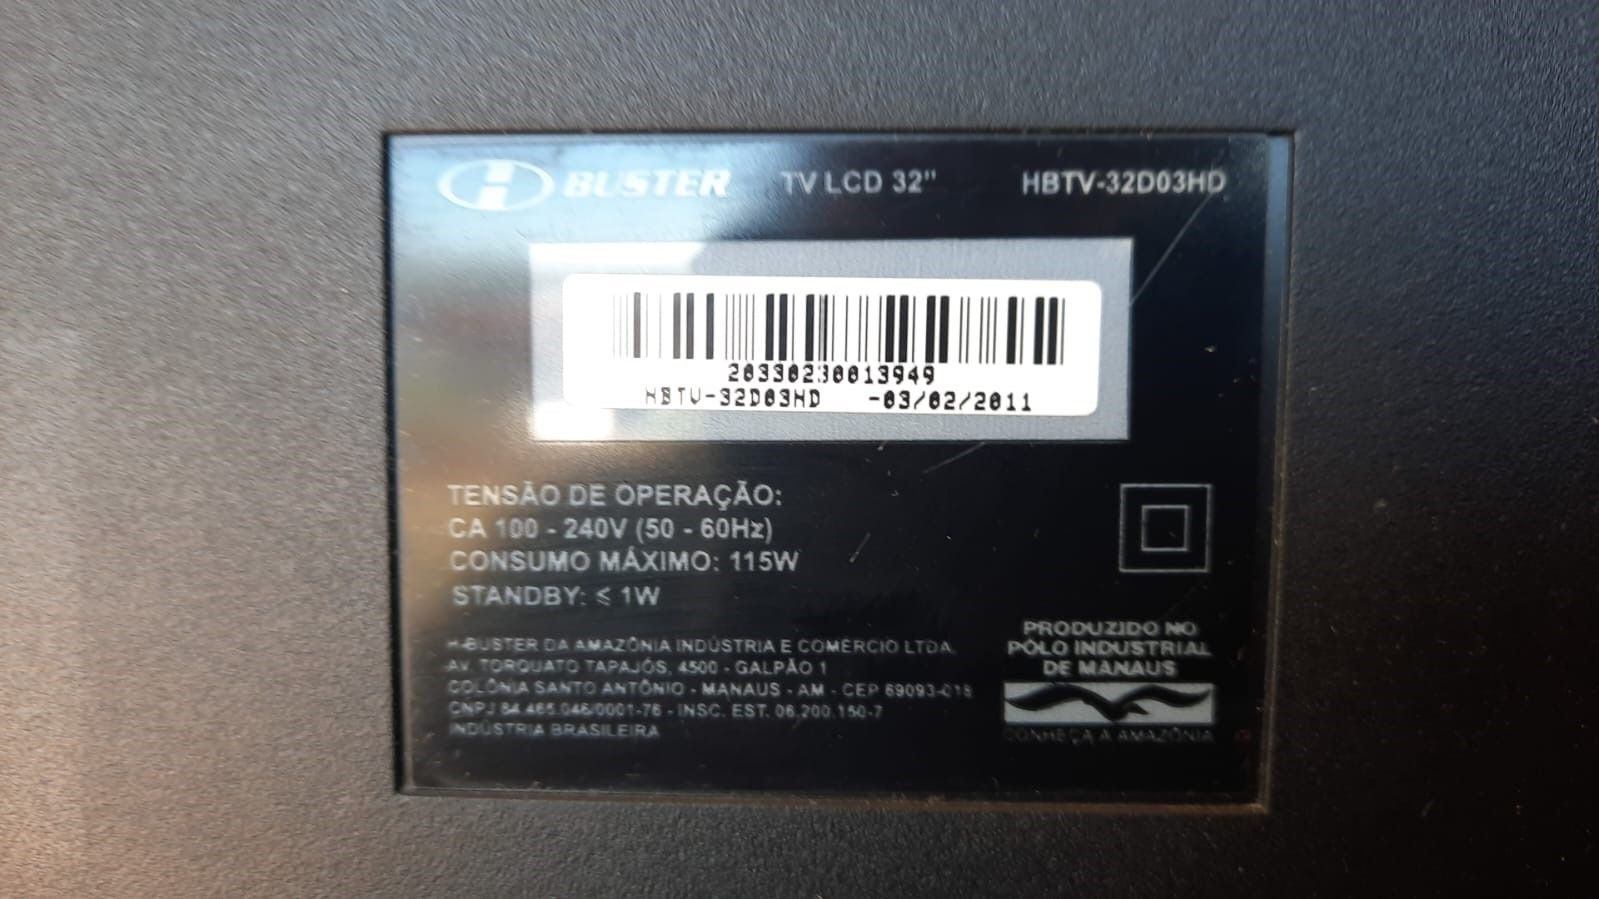 H BUSTER TV LCD 32" HBTV-32D03HD
20330230013949
HBTV-32D03HD -03/02/2011
TENSÃO DE OPERAÇÃO:
CA 100 - 240V (50 - 60Hz)
CONSUMO MÁXIMO: 115W
STANDBY: ≤ 1W
H-BUSTER DA AMAZÔNIA INDÚSTRIA E COMÉRCIO LTDA.
AV. TORQUATO TAPAJÓS, 4500 - GALPÃO 1
COLÔNIA SANTO ANTÔNIO - MANAUS - AM - CEP 69093-018
CNPJ 84.465.046/0001-76 - INSC. EST. 06.200.150-7
INDÚSTRIA BRASILEIRA
PRODUZIDO NO
PÓLO INDUSTRIAL
DE MANAUS
CONHEÇA A AMAZÔNIA